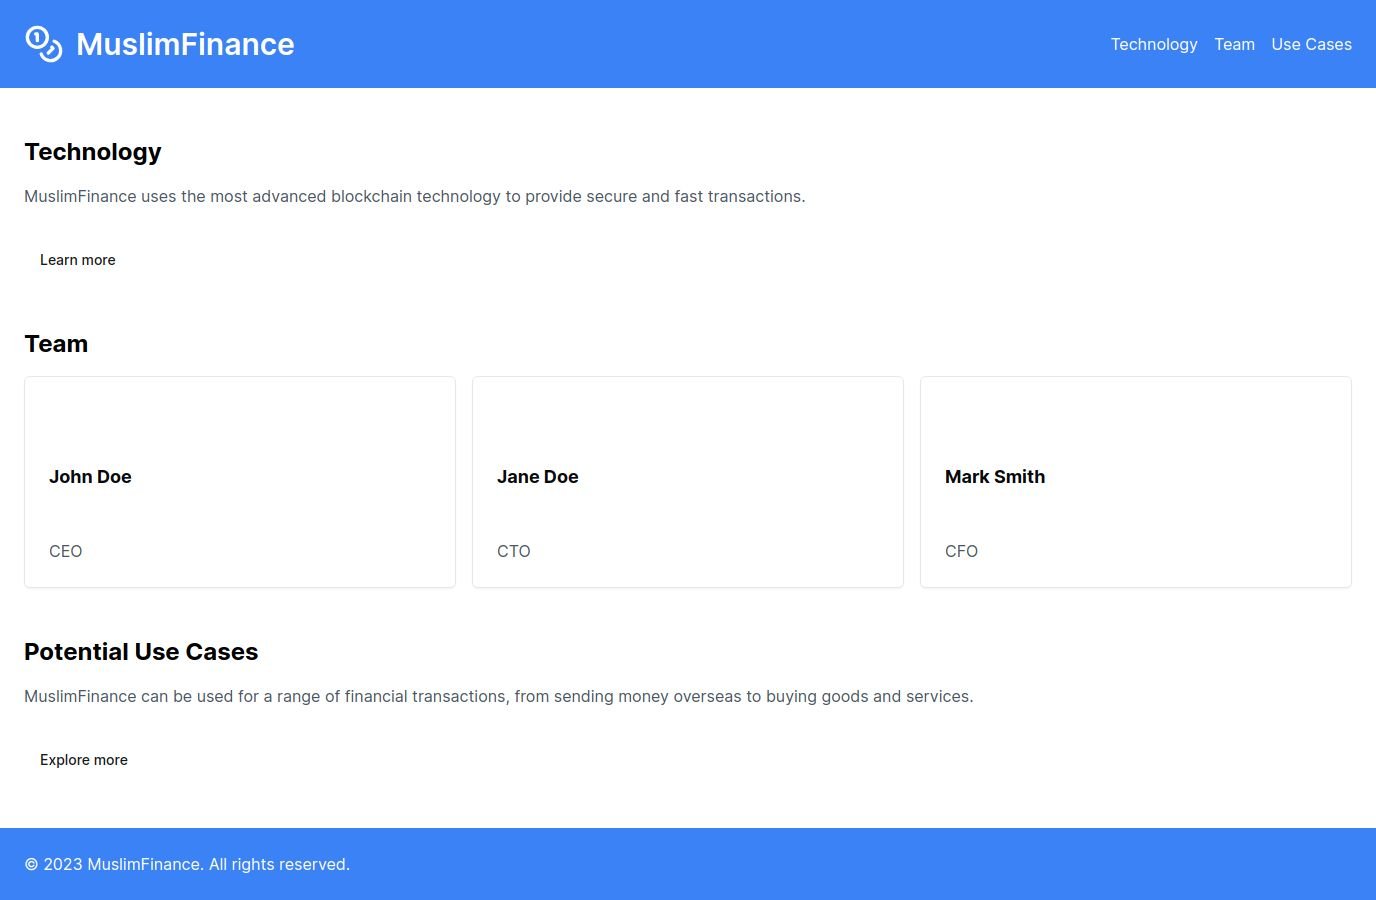 MuslimFinance
Technology Team Use Cases
Technology
MuslimFinance uses the most advanced blockchain technology to provide secure and fast transactions.
Learn more
Team
John Doe
CEO
Jane Doe
CTO
Mark Smith
CFO
Potential Use Cases
MuslimFinance can be used for a range of financial transactions, from sending money overseas to buying goods and services.
Explore more
© 2023 MuslimFinance. All rights reserved.